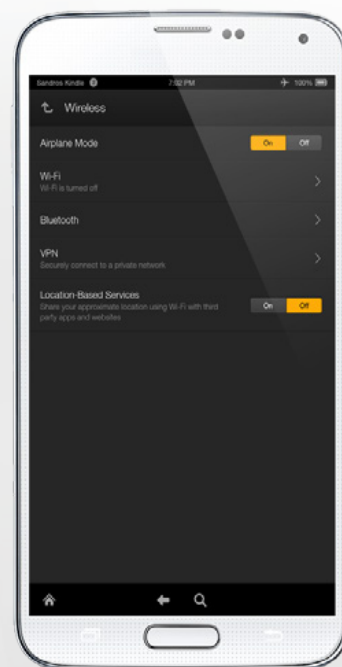 Sandros Kindle 7:02 PM 100%
Wireless
Airplane Mode On Off
Wi-Fi
Wi-Fi is turned off
Bluetooth
VPN
Securely connect to a private network
Location-Based Services On Off
Share your approximate location using Wi-Fi with third
party apps and websites